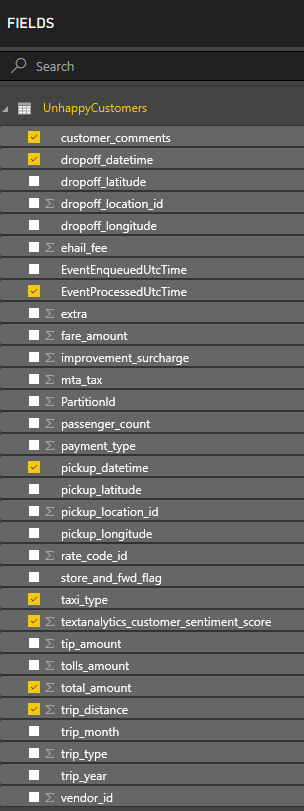 FIELDS
Search
UnhappyCustomers
customer_comments
dropoff_datetime
dropoff_latitude
Σ dropoff_location_id
dropoff_longitude
Σ ehail_fee
EventEnqueuedUtcTime
EventProcessedUtcTime
Σ extra
Σ fare_amount
Σ improvement_surcharge
Σ mta_tax
Σ PartitionId
Σ passenger_count
Σ payment_type
pickup_datetime
pickup_latitude
Σ pickup_location_id
pickup_longitude
Σ rate_code_id
store_and_fwd_flag
taxi_type
Σ textanalytics_customer_sentiment_score
Σ tip_amount
Σ tolls_amount
Σ total_amount
Σ trip_distance
trip_month
Σ trip_type
trip_year
Σ vendor_id